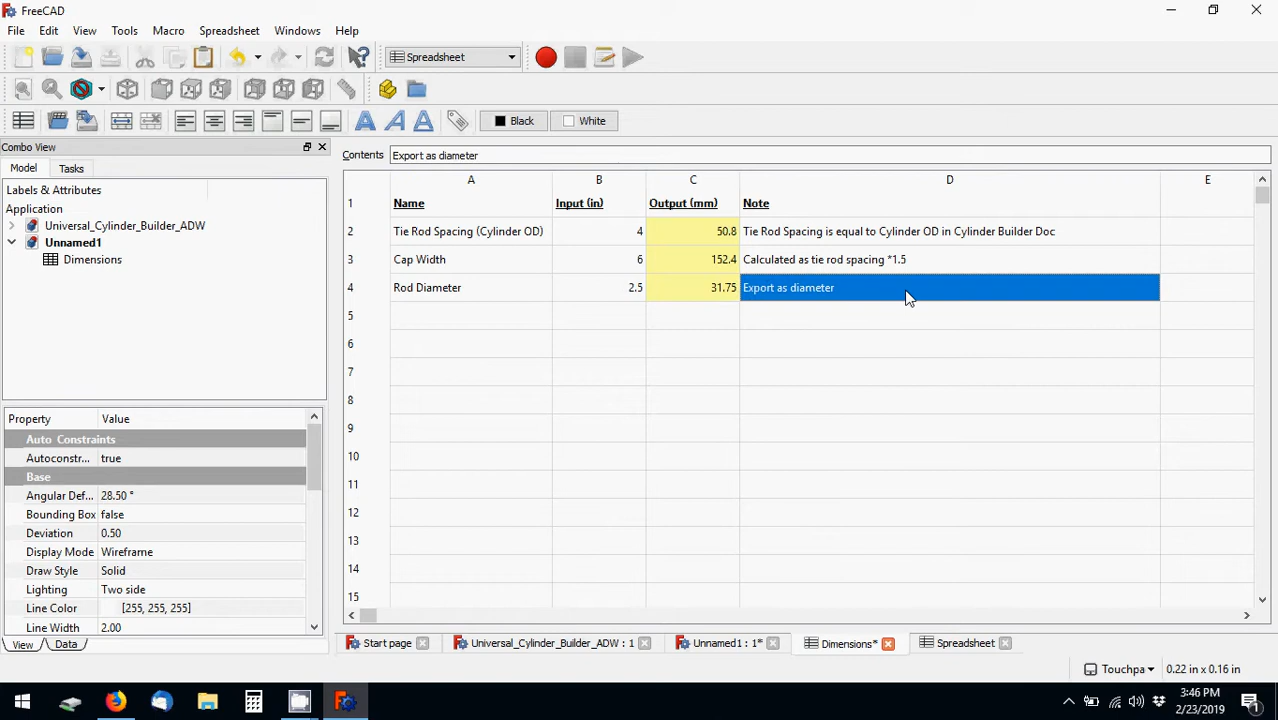 FreeCAD
File Edit View Tools Macro Spreadsheet Windows Help
Spreadsheet
Black White
Combo View
Contents Export as diameter
Model Tasks
A B C D E
Labels & Attributes
1 Name Input (in) Output (mm) Note
Application
Universal_Cylinder_Builder_ADW
2 Tie Rod Spacing (Cylinder OD) 4 50.8 Tie Rod Spacing is equal to Cylinder OD in Cylinder Builder Doc
Unnamed1
Dimensions
3 Cap Width 6 152.4 Calculated as tie rod spacing *1.5
4 Rod Diameter 2.5 31.75 Export as diameter
5
6
7
8
9
10
11
12
13
14
15
Property Value
Auto Constraints
Autoconstr... true
Base
Angular Def... 28.50 °
Bounding Box false
Deviation 0.50
Display Mode Wireframe
Draw Style Solid
Lighting Two side
Line Color [255, 255, 255]
Line Width 2.00
View Data
Start page Universal_Cylinder_Builder_ADW : 1 Unnamed1 : 1* Dimensions* Spreadsheet
Touchpa 0.22 in x 0.16 in
3:46 PM
2/23/2019
1